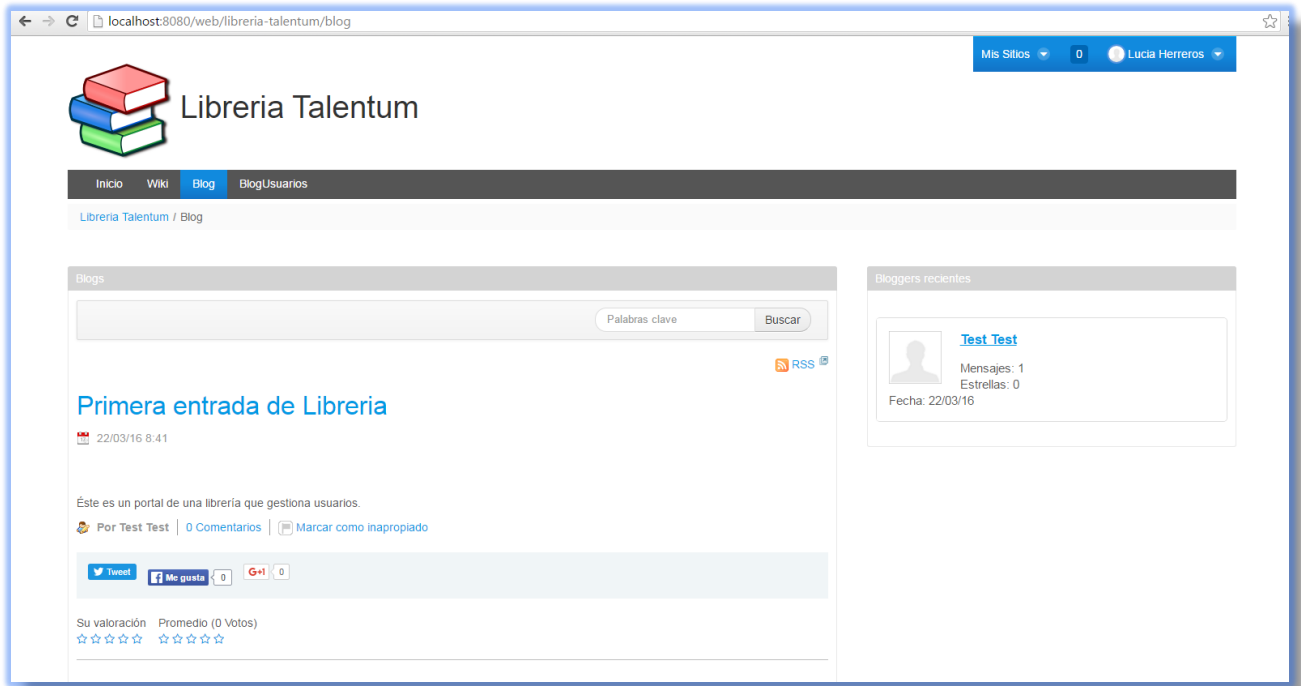 localhost:8080/web/libreria-talentum/blog
Mis Sitios 0 Lucia Herreros
Libreria Talentum
Inicio Wiki Blog BlogUsuarios
Libreria Talentum / Blog
Blogs
Palabras clave Buscar
RSS
Primera entrada de Libreria
22/03/16 8:41
Éste es un portal de una librería que gestiona usuarios.
Por Test Test 0 Comentarios Marcar como inapropiado
Tweet Me gusta 0 G+1 0
Su valoración Promedio (0 Votos)
Bloggers recientes
Test Test
Mensajes: 1
Estrellas: 0
Fecha: 22/03/16